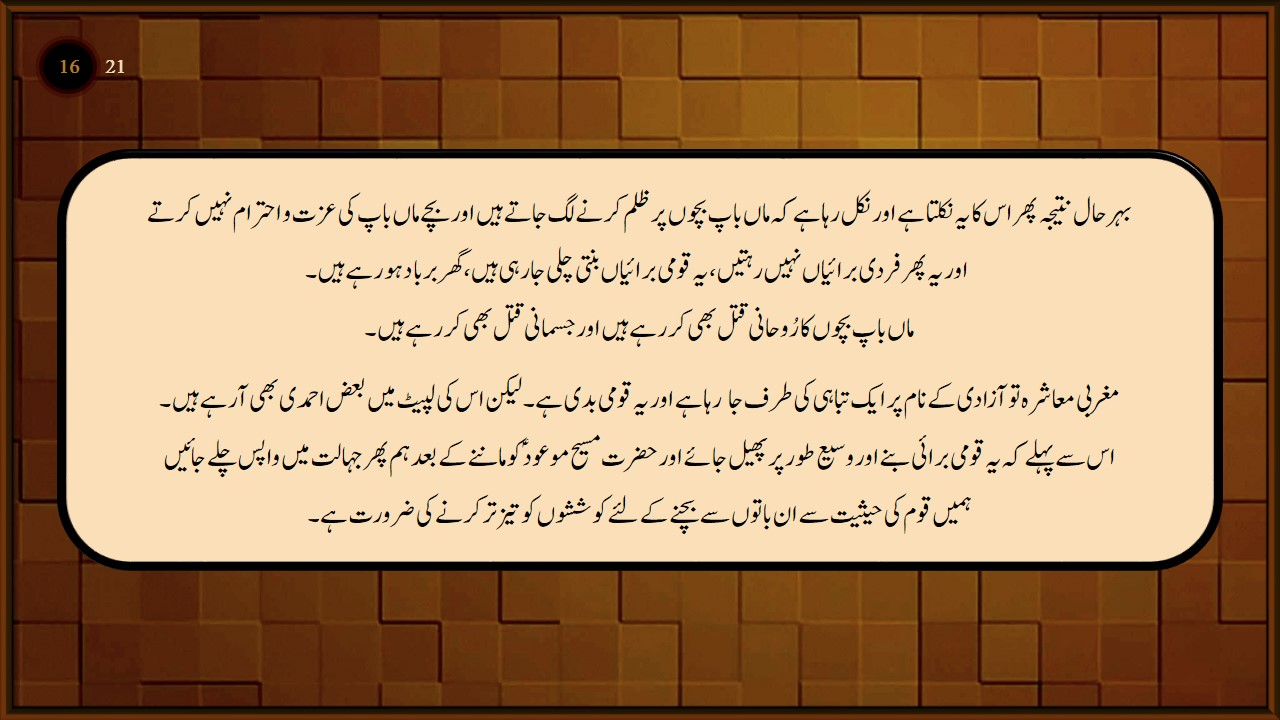 16 21
بہرحال نتیجہ پھر اس کا یہ نکلتا ہے اور نکل رہا ہے کہ ماں باپ بچوں پر ظلم کرنے لگ جاتے ہیں اور بچے ماں باپ کی عزت و احترام نہیں کرتے
اور یہ پھر فردی برائیاں نہیں رہتیں، یہ قومی برائیاں بنتی چلی جا رہی ہیں، گھر برباد ہو رہے ہیں۔
ماں باپ بچوں کا رُوحانی قتل بھی کر رہے ہیں اور جسمانی قتل بھی کر رہے ہیں۔
مغربی معاشرہ تو آزادی کے نام پر ایک تباہی کی طرف جا رہا ہے اور یہ قومی بدی ہے۔ لیکن اس کی لپیٹ میں بعض احمدی بھی آ رہے ہیں۔
اس سے پہلے کہ یہ قومی برائی بنے اور وسیع طور پر پھیل جائے اور حضرت مسیح موعودؑ کو ماننے کے بعد ہم پھر جہالت میں واپس چلے جائیں
ہمیں قوم کی حیثیت سے ان باتوں سے بچنے کے لئے کوششوں کو تیز تر کرنے کی ضرورت ہے۔